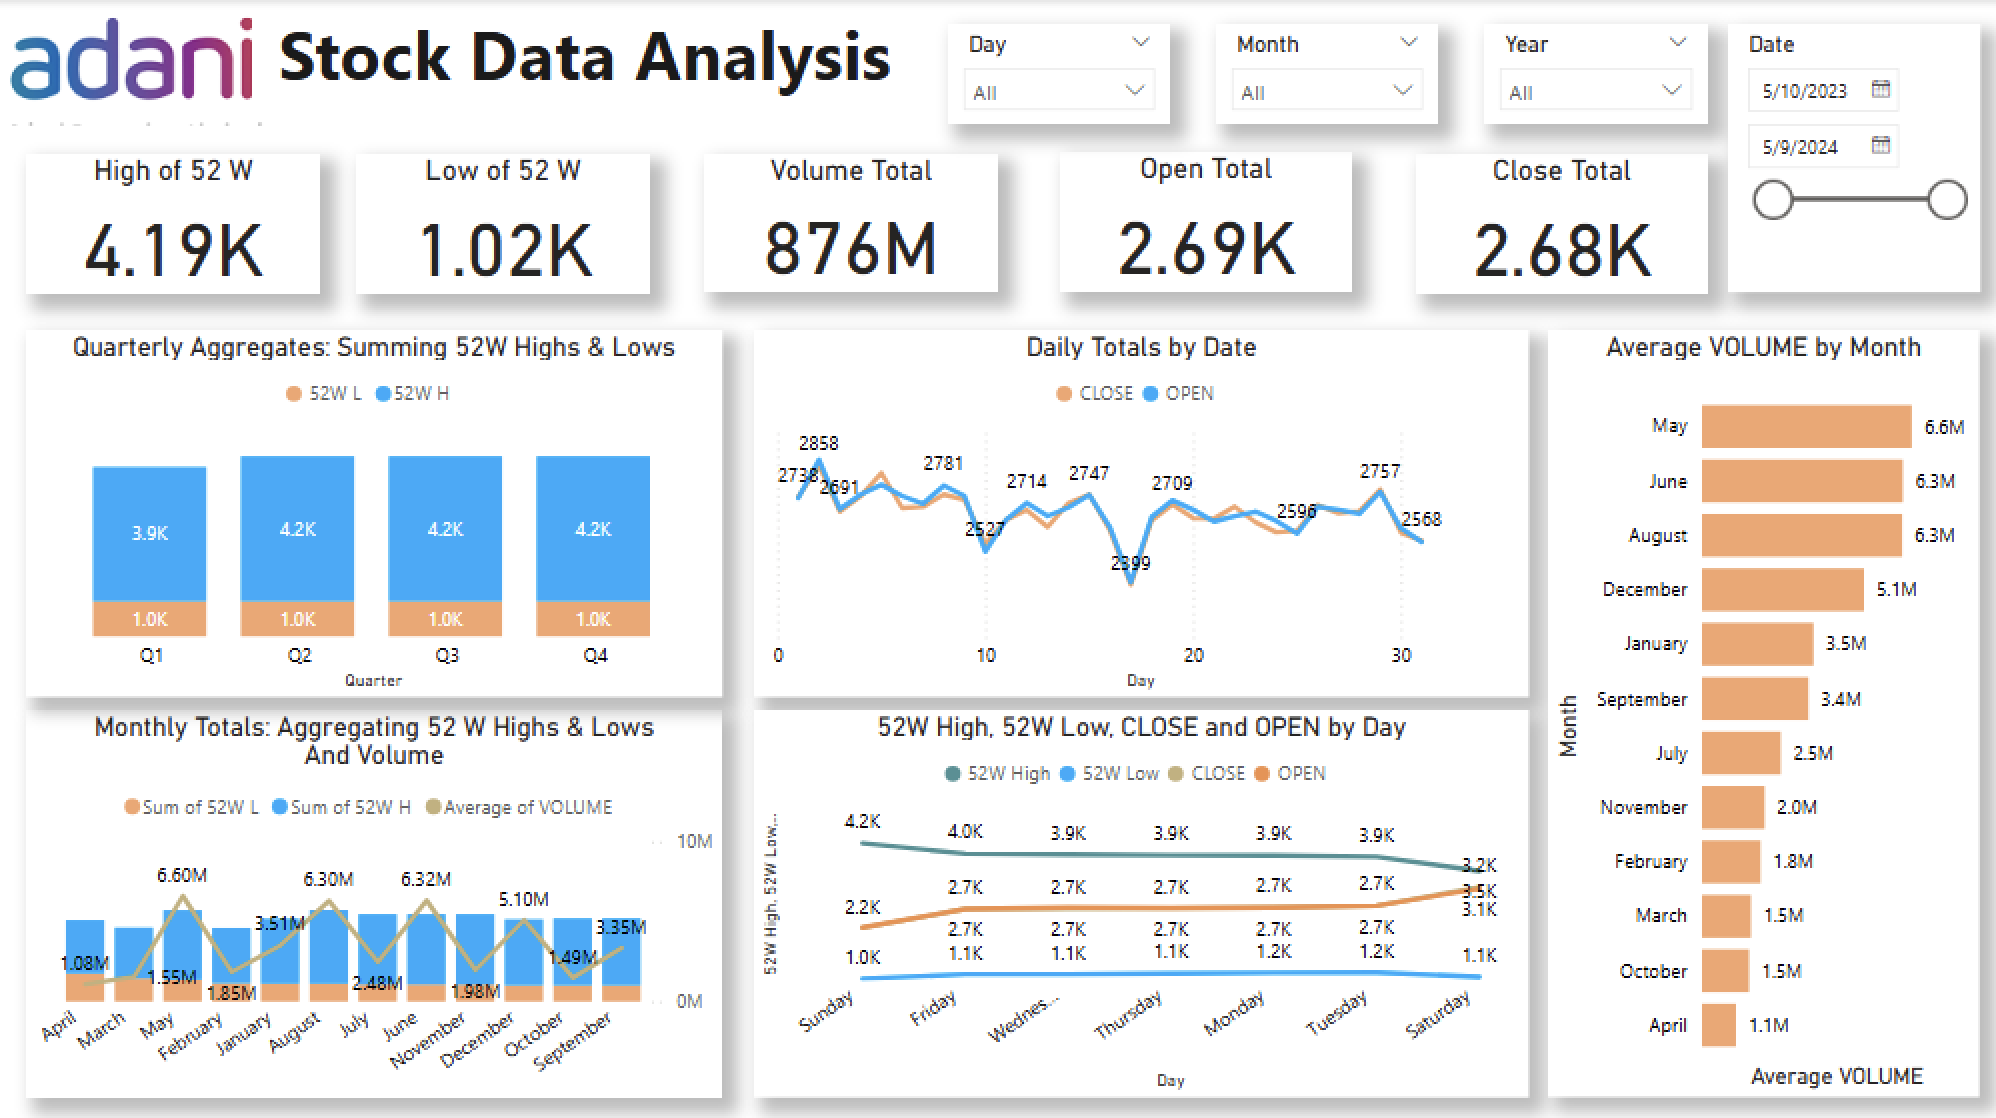 adani Stock Data Analysis
Day
All
Month
All
Year
All
Date
5/10/2023
5/9/2024
High of 52 W
4.19K
Low of 52 W
1.02K
Volume Total
876M
Open Total
2.69K
Close Total
2.68K
Quarterly Aggregates: Summing 52W Highs & Lows
52W L 52W H
3.9K 4.2K 4.2K 4.2K
1.0K 1.0K 1.0K 1.0K
Q1 Q2 Q3 Q4
Quarter
Daily Totals by Date
CLOSE OPEN
2858
2738
2691
2781
2527
2714
2747
2399
2709
2596
2757
2568
0 10 20 30
Day
Monthly Totals: Aggregating 52 W Highs & Lows
And Volume
Sum of 52W L Sum of 52W H Average of VOLUME
10M
0M
1.08M
1.55M
6.60M
1.85M
3.51M
6.30M
2.48M
6.32M
1.98M
5.10M
1.49M
3.35M
April March May February January August July June November December October September
52W High, 52W Low, CLOSE and OPEN by Day
52W High 52W Low CLOSE OPEN
52W High, 52W Low,...
4.2K 4.0K 3.9K 3.9K 3.9K 3.9K 3.2K
2.2K 2.7K 2.7K 2.7K 2.7K 2.7K 3.5K
2.7K 2.7K 2.7K 2.7K 2.7K 3.1K
1.0K 1.1K 1.1K 1.1K 1.2K 1.2K 1.1K
Sunday Friday Wednes... Thursday Monday Tuesday Saturday
Day
Average VOLUME by Month
Month
May 6.6M
June 6.3M
August 6.3M
December 5.1M
January 3.5M
September 3.4M
July 2.5M
November 2.0M
February 1.8M
March 1.5M
October 1.5M
April 1.1M
Average VOLUME